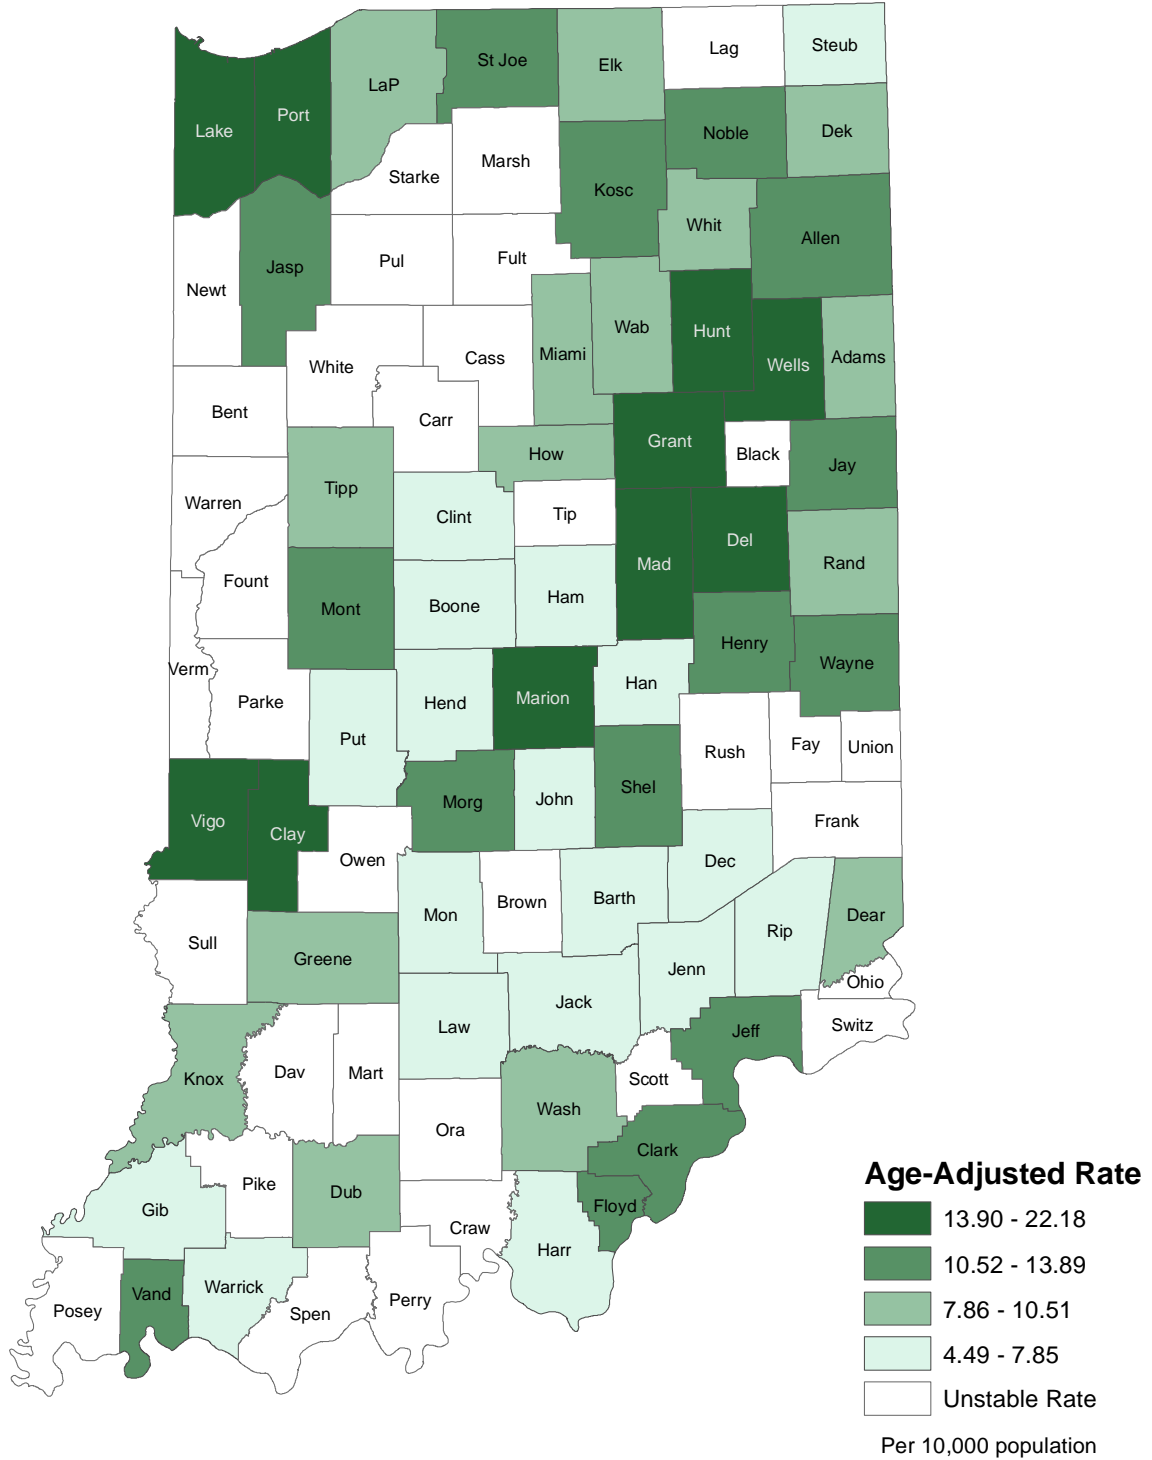 St Joe
Lag
Steub
Elk
LaP
Port
Lake
Noble
Dek
Marsh
Starke
Kosc
Whit
Allen
Fult
Pul
Jasp
Newt
Wab
Hunt
Miami
Adams
Cass
Wells
White
Bent
Carr
Grant
Black
How
Jay
Tipp
Warren
Clint
Tip
Del
Mad
Rand
Fount
Ham
Boone
Mont
Henry
Wayne
Verm
Han
Marion
Hend
Parke
Put
Fay
Union
Rush
Shel
John
Morg
Vigo
Frank
Clay
Owen
Dec
Barth
Brown
Mon
Dear
Rip
Sull
Greene
Jenn
Ohio
Jack
Law
Switz
Jeff
Dav
Mart
Knox
Scott
Wash
Ora
Clark
Pike
Dub
Floyd
Gib
Craw
Harr
Warrick
Vand
Perry
Posey
Spen
Age-Adjusted Rate
13.90 - 22.18
10.52 - 13.89
7.86 - 10.51
4.49 - 7.85
Unstable Rate
Per 10,000 population